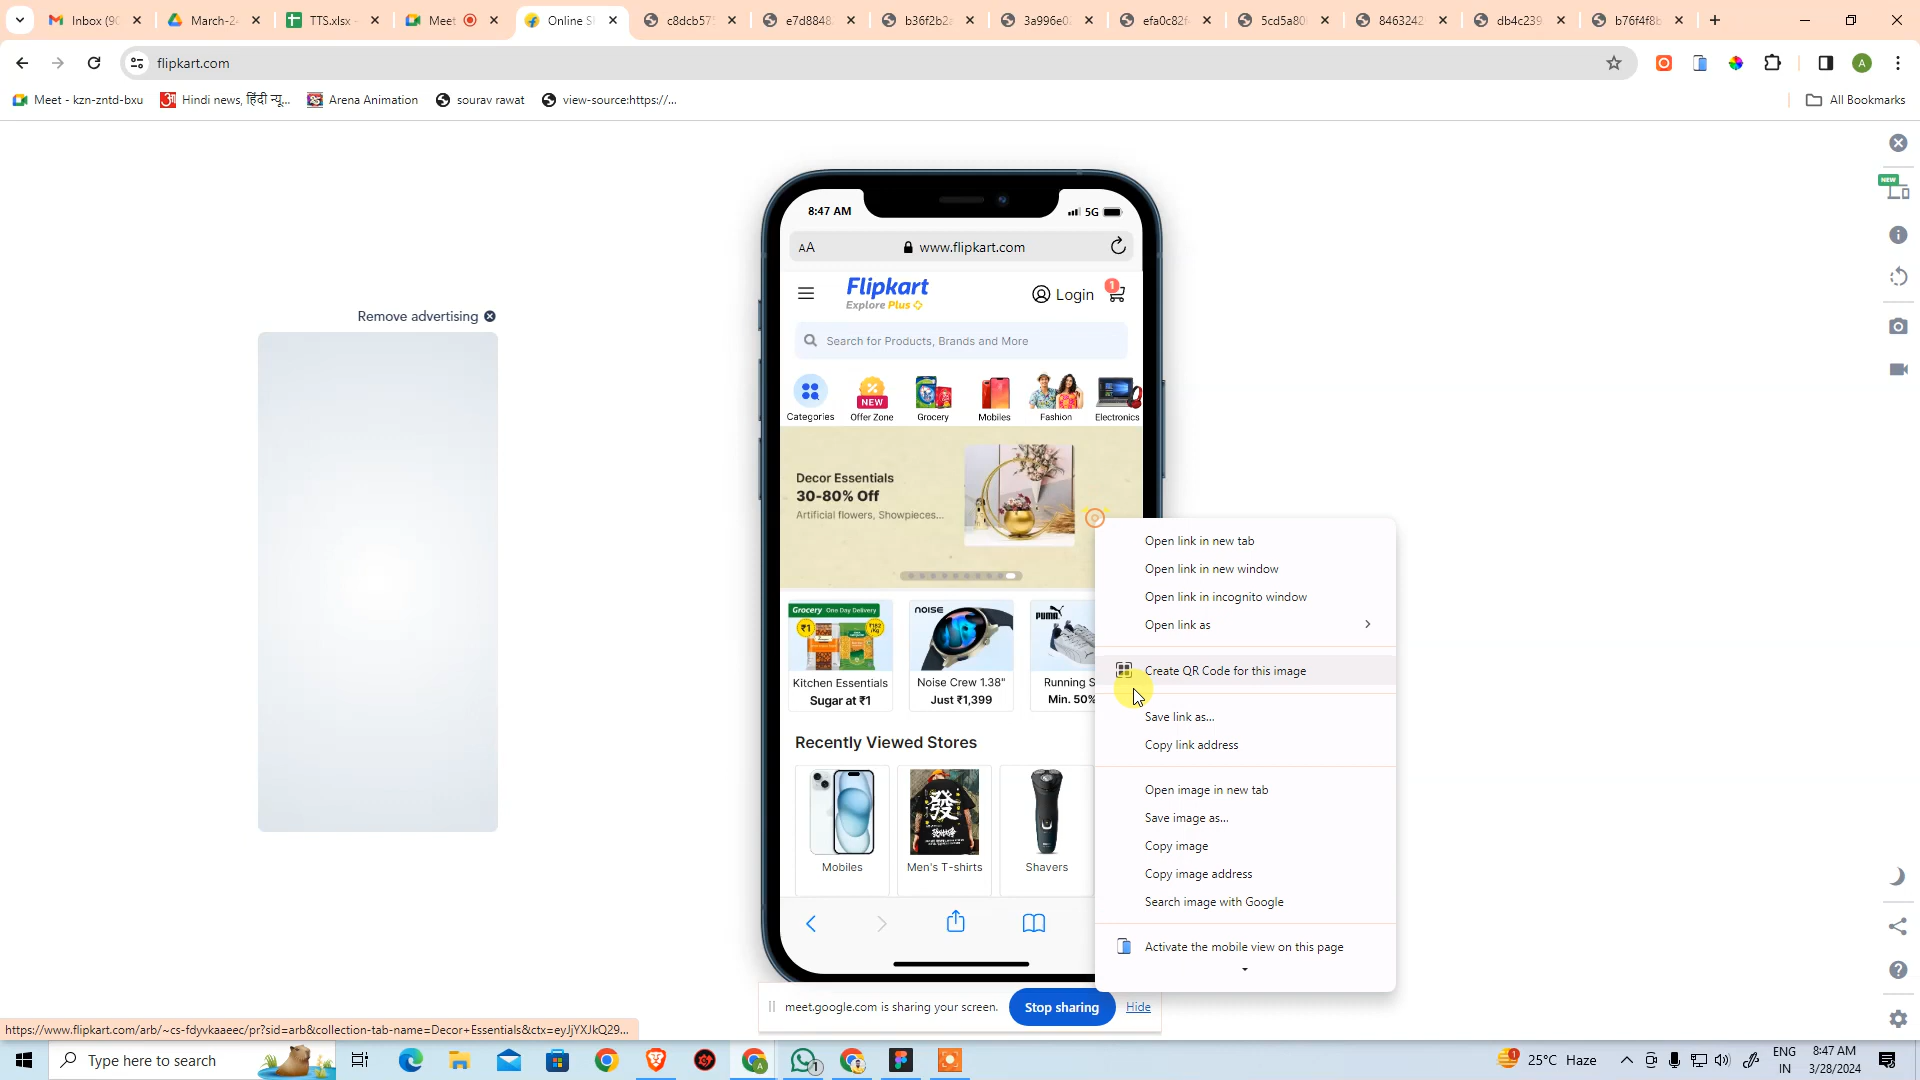 Inbox (90
March-24
TTS.xlsx -
Meet
Online S
c8dcb575
e7d8848
b36f2b2
3a996e0
efa0c82f
5cd5a80
8463242
db4c239
b76f4f8b
flipkart.com
A
Meet - kzn-zntd-bxu
Hindi news, हिंदी न्यू...
Arena Animation
sourav rawat
view-source:https://...
All Bookmarks
NEW
8:47 AM
5G
AA
www.flipkart.com
Flipkart
Explore Plus
Login
1
Remove advertising
Search for Products, Brands and More
NEW
Categories
Offer Zone
Grocery
Mobiles
Fashion
Electronics
Decor Essentials
30-80% Off
Artificial flowers, Showpieces...
Grocery One Day Delivery
₹1
NOISE
PUMA
Kitchen Essentials
Sugar at ₹1
Noise Crew 1.38"
Just ₹1,399
Running S
Min. 50%
Recently Viewed Stores
Mobiles
Men's T-shirts
Shavers
Open link in new tab
Open link in new window
Open link in incognito window
Open link as
Create QR Code for this image
Save link as...
Copy link address
Open image in new tab
Save image as...
Copy image
Copy image address
Search image with Google
Activate the mobile view on this page
meet.google.com is sharing your screen.
Stop sharing
Hide
https://www.flipkart.com/arb/~cs-fdyvkaaeec/pr?sid=arb&collection-tab-name=Decor+Essentials&ctx=eyJjYXJkQ29...
Type here to search
25°C Haze
ENG
IN
8:47 AM
3/28/2024